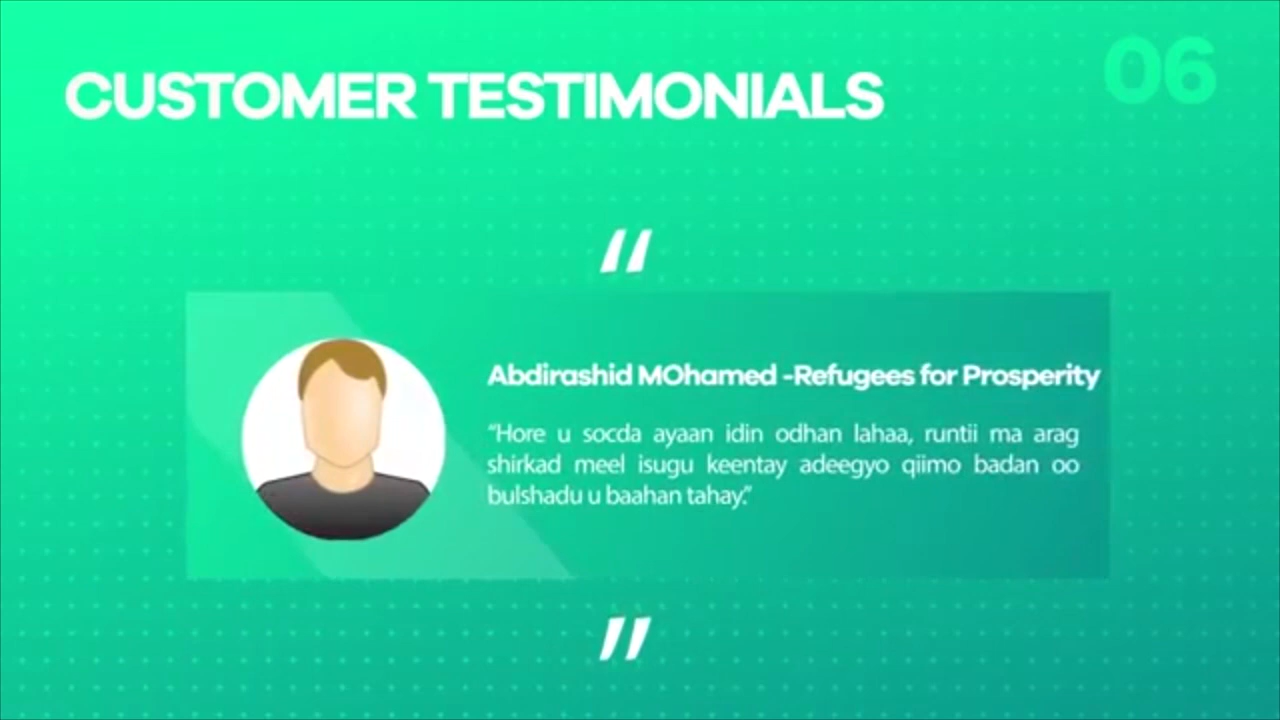 06
CUSTOMER TESTIMONIALS
"
Abdirashid MOhamed -Refugees for Prosperity
“Hore u socda ayaan idin odhan lahaa, runtii ma arag
shirkad meel isugu keentay adeegyo qiimo badan oo
bulshadu u baahan tahay.”
"